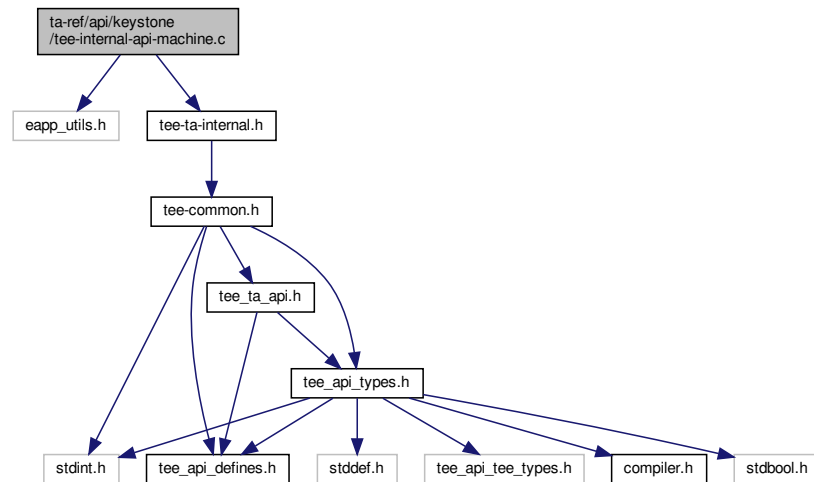 ta-ref/api/keystone
/tee-internal-api-machine.c
eapp_utils.h
tee-ta-internal.h
tee-common.h
tee_ta_api.h
tee_api_types.h
stdint.h
tee_api_defines.h
stddef.h
tee_api_tee_types.h
compiler.h
stdbool.h